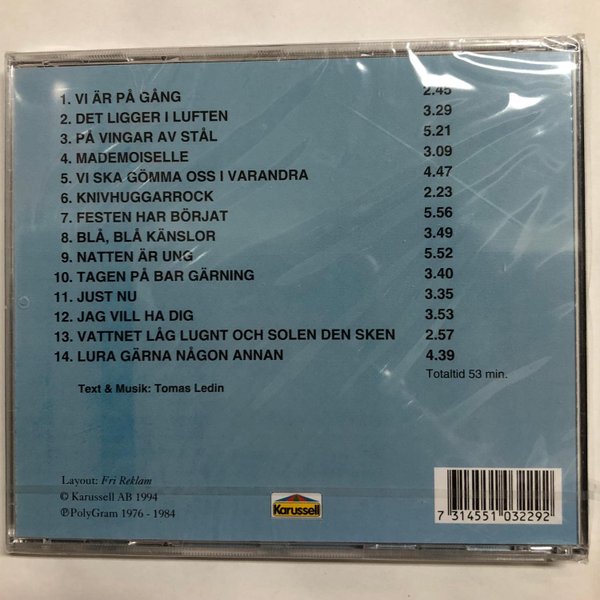 1. VI ÄR PÅ GÅNG 2.45
2. DET LIGGER I LUFTEN 3.29
3. PÅ VINGAR AV STÅL 5.21
4. MADEMOISELLE 3.09
5. VI SKA GÖMMA OSS I VARANDRA 4.47
6. KNIVHUGGARROCK 2.23
7. FESTEN HAR BÖRJAT 5.56
8. BLÅ, BLÅ KÄNSLOR 3.49
9. NATTEN ÄR UNG 5.52
10. TAGEN PÅ BAR GÄRNING 3.40
11. JUST NU 3.35
12. JAG VILL HA DIG 3.53
13. VATTNET LÅG LUGNT OCH SOLEN DEN SKEN 2.57
14. LURA GÄRNA NÅGON ANNAN 4.39
Totaltid 53 min.
Text & Musik: Tomas Ledin
Layout: Fri Reklam
© Karussell AB 1994
℗ PolyGram 1976 - 1984
Karussell
7 314551 032292